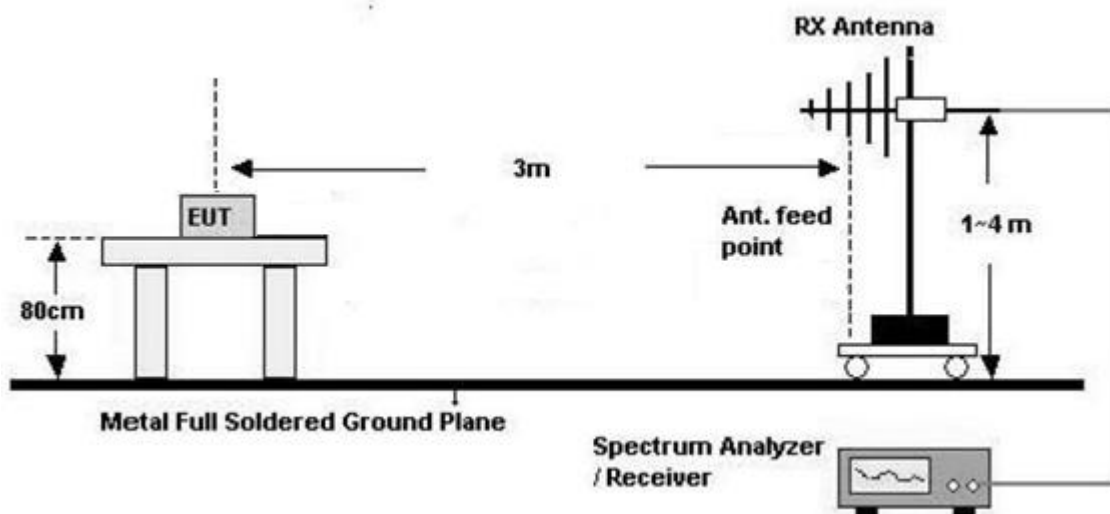 RX Antenna
3m
EUT
Ant. feed
point
1~4 m
80cm
Metal Full Soldered Ground Plane
Spectrum Analyzer
/ Receiver